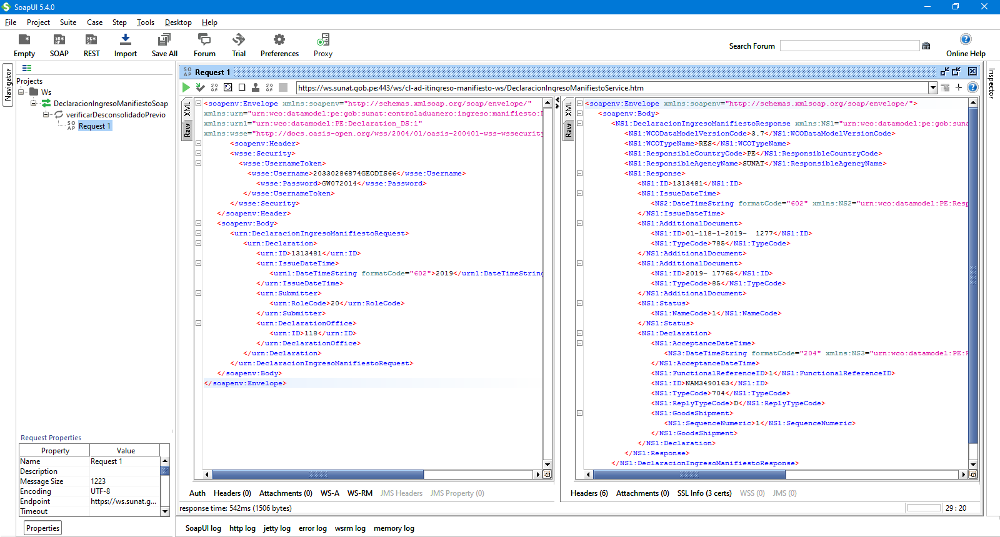 SoapUI 5.4.0
File Project Suite Case Step Tools Desktop Help
Empty SOAP REST Import Save All Forum Trial Preferences Proxy
Search Forum
Online Help
Navigator
Projects
Ws
DeclaracionIngresoManifiestoSoap
verificarDesconsolidadoPrevio
SO AP Request 1
Request Properties
Property Value
Name Request 1
Description
Message Size 1223
Encoding UTF-8
Endpoint https://ws.sunat.g...
Timeout
Properties
SO AP Request 1
https://ws.sunat.gob.pe:443/ws/cl-ad-itinqreso-manifiesto-ws/DeclaracionIngresoManifiestoService.htm
XML
Raw
<soapenv:Envelope xmlns:soapenv="http://schemas.xmlsoap.org/soap/envelope/"
xmlns:urn="urn:wco:datamodel:pe:gob:sunat:controladuanero:ingreso:manifiesto:
xmlns:urn1="urn:wco:datamodel:PE:Declaration_DS:1"
xmlns:wsse="http://docs.oasis-open.org/wss/2004/01/oasis-200401-wss-wssecurity
<soapenv:Header>
<wsse:Security>
<wsse:UsernameToken>
<wsse:Username>20330286874GEODIS66</wsse:Username>
<wsse:Password>GW072014</wsse:Password>
</wsse:UsernameToken>
</wsse:Security>
</soapenv:Header>
<soapenv:Body>
<urn:DeclaracionIngresoManifiestoRequest>
<urn:Declaration>
<urn:ID>1313481</urn:ID>
<urn:IssueDateTime>
<urn1:DateTimeString formatCode="602">2019</urn1:DateTimeString
</urn:IssueDateTime>
<urn:Submitter>
<urn:RoleCode>20</urn:RoleCode>
</urn:Submitter>
<urn:DeclarationOffice>
<urn:ID>118</urn:ID>
</urn:DeclarationOffice>
</urn:Declaration>
</urn:DeclaracionIngresoManifiestoRequest>
</soapenv:Body>
</soapenv:Envelope>
Auth Headers (0) Attachments (0) WS-A WS-RM JMS Headers JMS Property (0)
XML
Raw
<soapenv:Envelope xmlns:soapenv="http://schemas.xmlsoap.org/soap/envelope/">
<soapenv:Body>
<NS1:DeclaracionIngresoManifiestoResponse xmlns:NS1="urn:wco:datamodel:pe:gob:suna
<NS1:WCODataModelVersionCode>3.7</NS1:WCODataModelVersionCode>
<NS1:WCOTypeName>RES</NS1:WCOTypeName>
<NS1:ResponsibleCountryCode>PE</NS1:ResponsibleCountryCode>
<NS1:ResponsibleAgencyName>SUNAT</NS1:ResponsibleAgencyName>
<NS1:Response>
<NS1:ID>1313481</NS1:ID>
<NS1:IssueDateTime>
<NS2:DateTimeString formatCode="602" xmlns:NS2="urn:wco:datamodel:PE:Resp
</NS1:IssueDateTime>
<NS1:AdditionalDocument>
<NS1:ID>01-118-1-2019-  1277</NS1:ID>
<NS1:TypeCode>785</NS1:TypeCode>
</NS1:AdditionalDocument>
<NS1:AdditionalDocument>
<NS1:ID>2019- 17765</NS1:ID>
<NS1:TypeCode>85</NS1:TypeCode>
</NS1:AdditionalDocument>
<NS1:Status>
<NS1:NameCode>1</NS1:NameCode>
</NS1:Status>
<NS1:Declaration>
<NS1:AcceptanceDateTime>
<NS3:DateTimeString formatCode="204" xmlns:NS3="urn:wco:datamodel:PE:
</NS1:AcceptanceDateTime>
<NS1:FunctionalReferenceID>1</NS1:FunctionalReferenceID>
<NS1:ID>NAM3490163</NS1:ID>
<NS1:TypeCode>704</NS1:TypeCode>
<NS1:ReplyTypeCode>D</NS1:ReplyTypeCode>
<NS1:GoodsShipment>
<NS1:SequenceNumeric>1</NS1:SequenceNumeric>
</NS1:GoodsShipment>
</NS1:Declaration>
</NS1:Response>
</NS1:DeclaracionIngresoManifiestoResponse>
Headers (6) Attachments (0) SSL Info (3 certs) WSS (0) JMS (0)
response time: 542ms (1506 bytes)
29 : 20
SoapUI log http log jetty log error log wsrm log memory log
Inspector